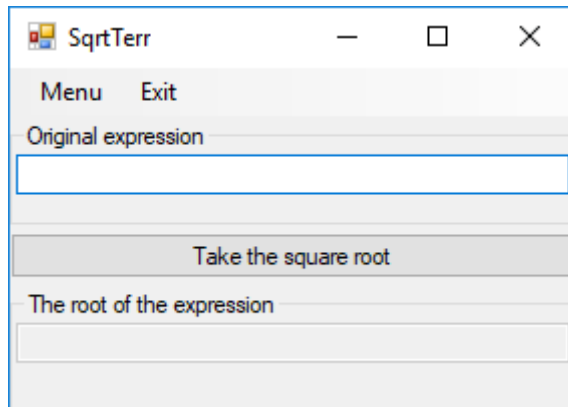 SqrtTerr
Menu Exit
Original expression
Take the square root
The root of the expression